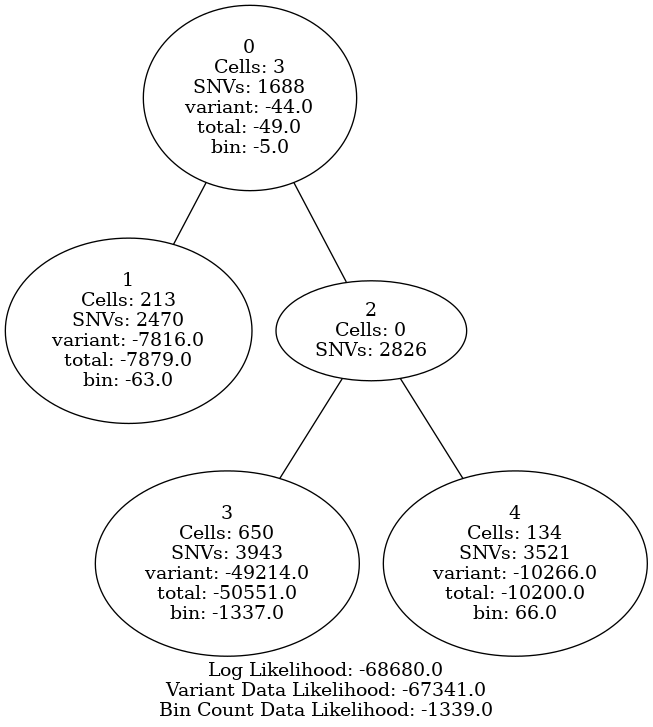 0
Cells: 3
SNVs: 1688
variant: -44.0
total: -49.0
bin: -5.0
1
Cells: 213
SNVs: 2470
variant: -7816.0
total: -7879.0
bin: -63.0
2
Cells: 0
SNVs: 2826
3
Cells: 650
SNVs: 3943
variant: -49214.0
total: -50551.0
bin: -1337.0
4
Cells: 134
SNVs: 3521
variant: -10266.0
total: -10200.0
bin: 66.0
Log Likelihood: -68680.0
Variant Data Likelihood: -67341.0
Bin Count Data Likelihood: -1339.0